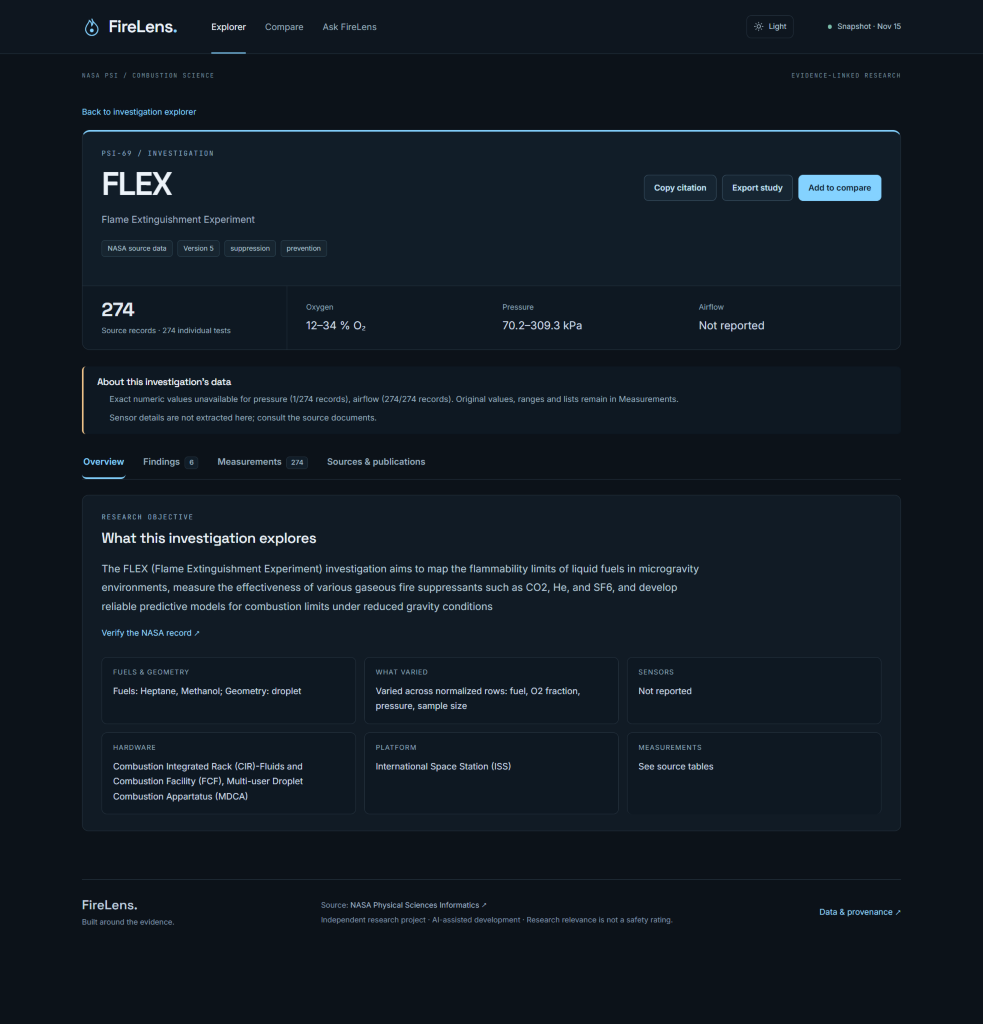 FireLens.
Explorer
Compare
Ask FireLens
Light
Snapshot · Nov 15
NASA PSI / COMBUSTION SCIENCE
EVIDENCE-LINKED RESEARCH
Back to investigation explorer
PSI-69 / INVESTIGATION
FLEX
Copy citation
Export study
Add to compare
Flame Extinguishment Experiment
NASA source data
Version 5
suppression
prevention
274
Source records · 274 individual tests
Oxygen
12–34 % O₂
Pressure
70.2–309.3 kPa
Airflow
Not reported
About this investigation's data
Exact numeric values unavailable for pressure (1/274 records), airflow (274/274 records). Original values, ranges and lists remain in Measurements.
Sensor details are not extracted here; consult the source documents.
Overview
Findings 6
Measurements 274
Sources & publications
RESEARCH OBJECTIVE
What this investigation explores
The FLEX (Flame Extinguishment Experiment) investigation aims to map the flammability limits of liquid fuels in microgravity
environments, measure the effectiveness of various gaseous fire suppressants such as CO2, He, and SF6, and develop
reliable predictive models for combustion limits under reduced gravity conditions
Verify the NASA record ↗
FUELS & GEOMETRY
Fuels: Heptane, Methanol; Geometry: droplet
WHAT VARIED
Varied across normalized rows: fuel, O2 fraction,
pressure, sample size
SENSORS
Not reported
HARDWARE
Combustion Integrated Rack (CIR)-Fluids and
Combustion Facility (FCF), Multi-user Droplet
Combustion Appartatus (MDCA)
PLATFORM
International Space Station (ISS)
MEASUREMENTS
See source tables
FireLens.
Built around the evidence.
Source: NASA Physical Sciences Informatics ↗
Independent research project · AI-assisted development · Research relevance is not a safety rating.
Data & provenance ↗